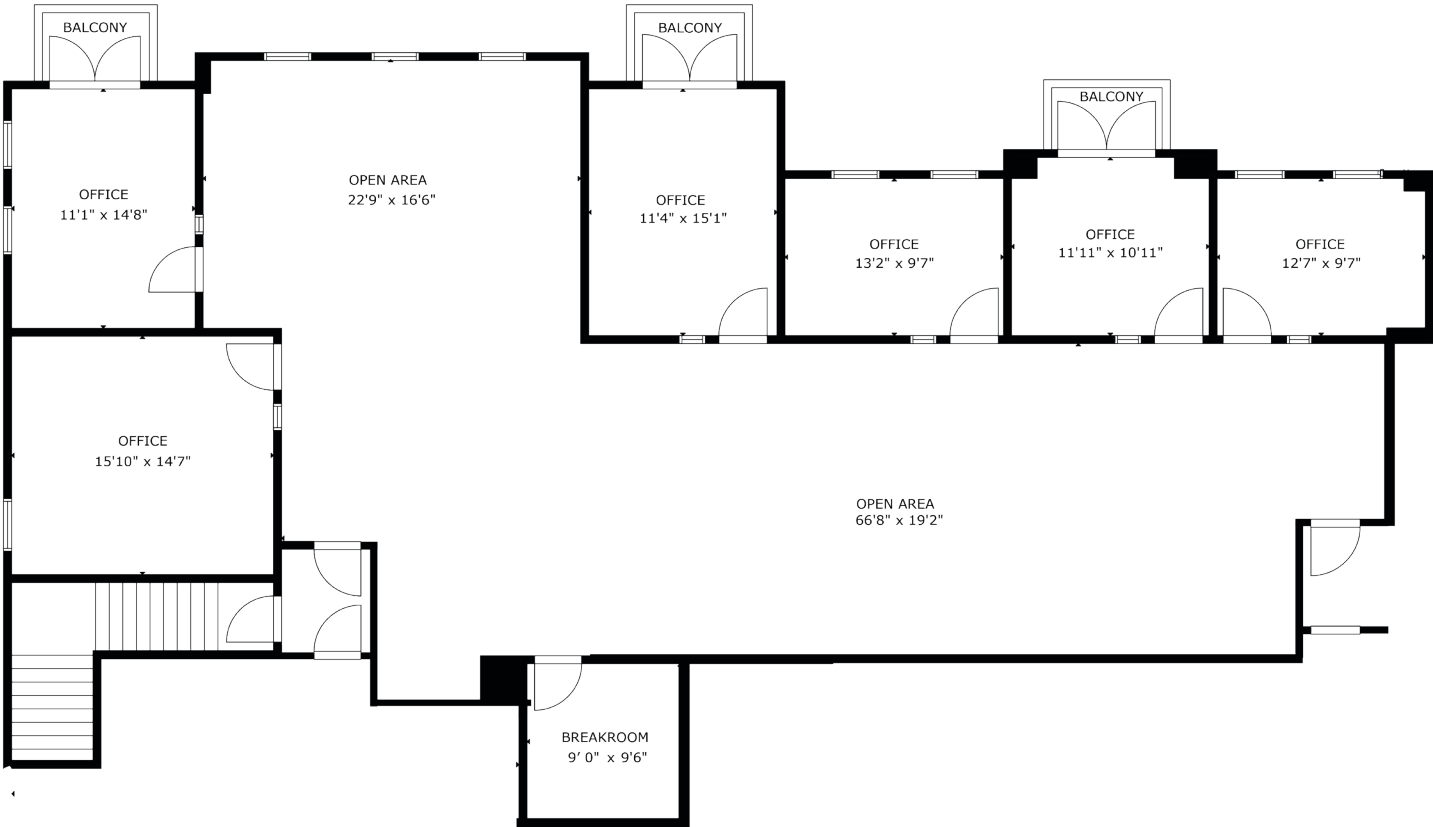 BALCONY
BALCONY
BALCONY
OFFICE
11'1" x 14'8"
OPEN AREA
22'9" x 16'6"
OFFICE
11'4" x 15'1"
OFFICE
13'2" x 9'7"
OFFICE
11'11" x 10'11"
OFFICE
12'7" x 9'7"
OFFICE
15'10" x 14'7"
OPEN AREA
66'8" x 19'2"
BREAKROOM
9' 0" x 9'6"